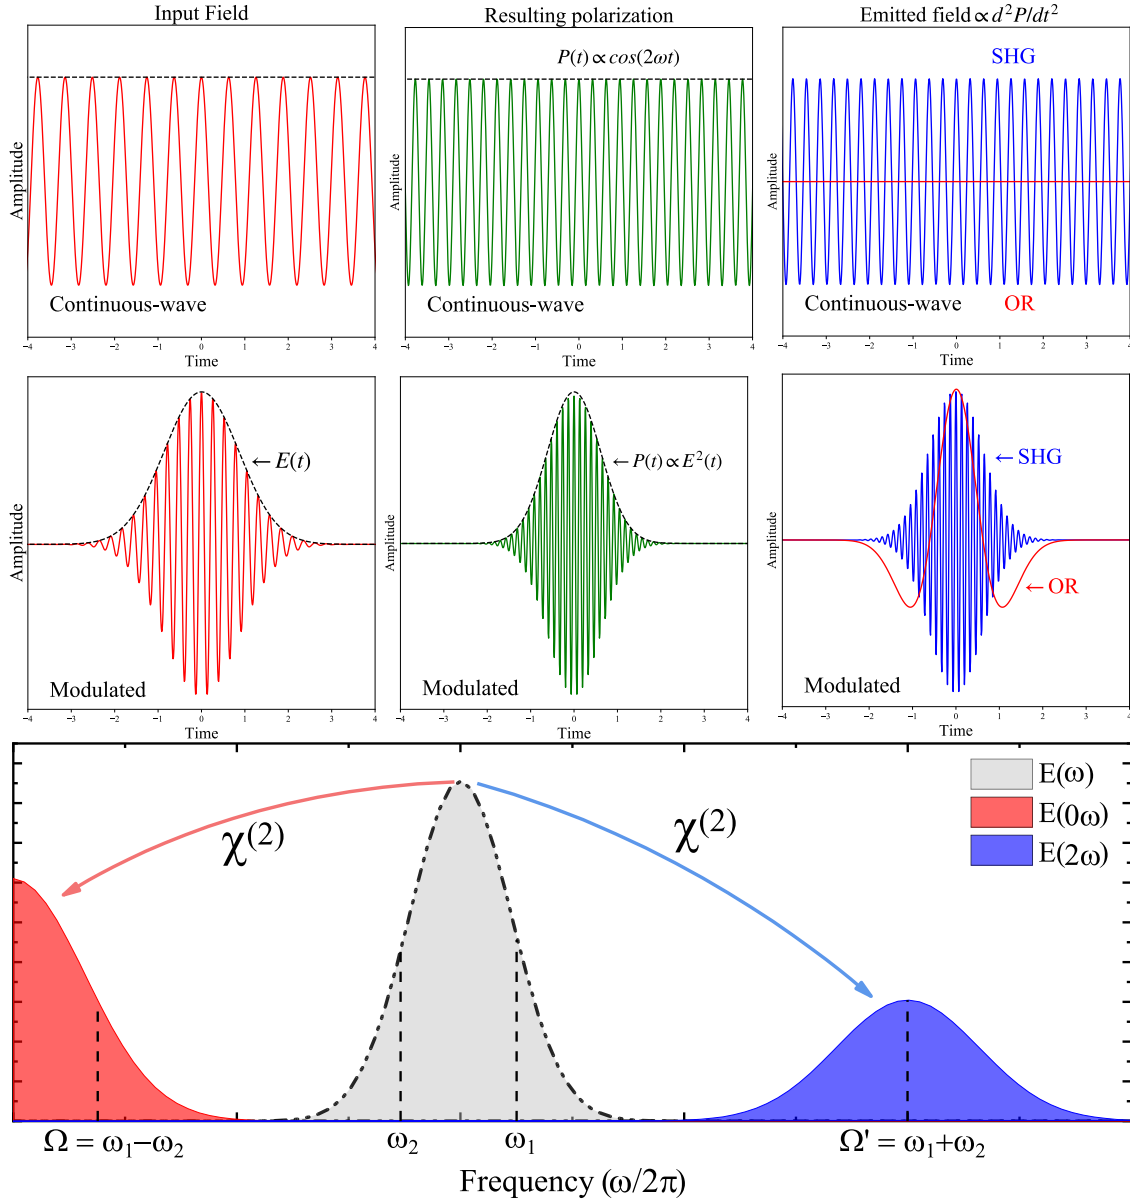 Input Field
Resulting polarization
Emitted field ∝ d²P/dt²
Amplitude
Continuous-wave
−4 −3 −2 −1 0 1 2 3 4
Time
P(t) ∝ cos(2ωt)
Amplitude
Continuous-wave
−4 −3 −2 −1 0 1 2 3 4
Time
SHG
Amplitude
Continuous-wave
OR
−4 −3 −2 −1 0 1 2 3 4
Time
← E(t)
Amplitude
Modulated
−4 −3 −2 −1 0 1 2 3 4
Time
← P(t) ∝ E²(t)
Amplitude
Modulated
−4 −3 −2 −1 0 1 2 3 4
Time
← SHG
Amplitude
← OR
Modulated
−4 −3 −2 −1 0 1 2 3 4
Time
χ⁽²⁾
χ⁽²⁾
E(ω)
E(0ω)
E(2ω)
Ω = ω₁−ω₂
ω₂
ω₁
Ω' = ω₁+ω₂
Frequency (ω/2π)